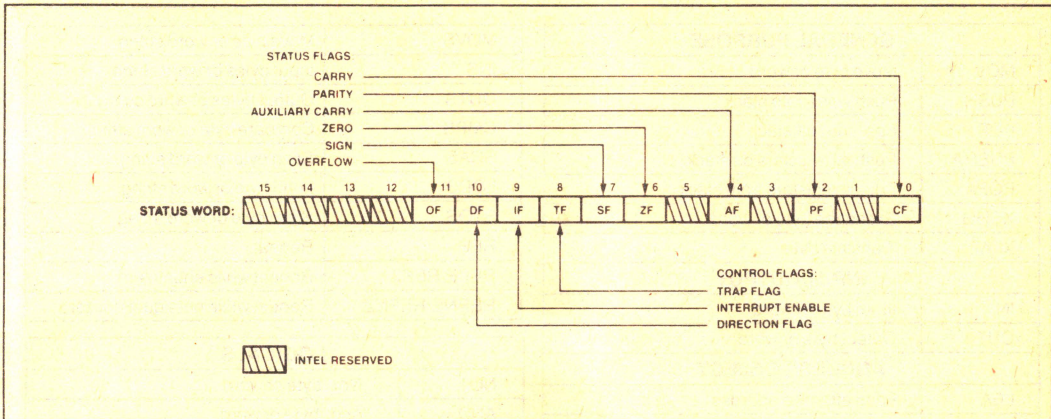 STATUS FLAGS
CARRY
PARITY
AUXILIARY CARRY
ZERO
SIGN
OVERFLOW
15 14 13 12 11 10 9 8 7 6 5 4 3 2 1 0
STATUS WORD: OF DF IF TF SF ZF AF PF CF
CONTROL FLAGS:
TRAP FLAG
INTERRUPT ENABLE
DIRECTION FLAG
INTEL RESERVED